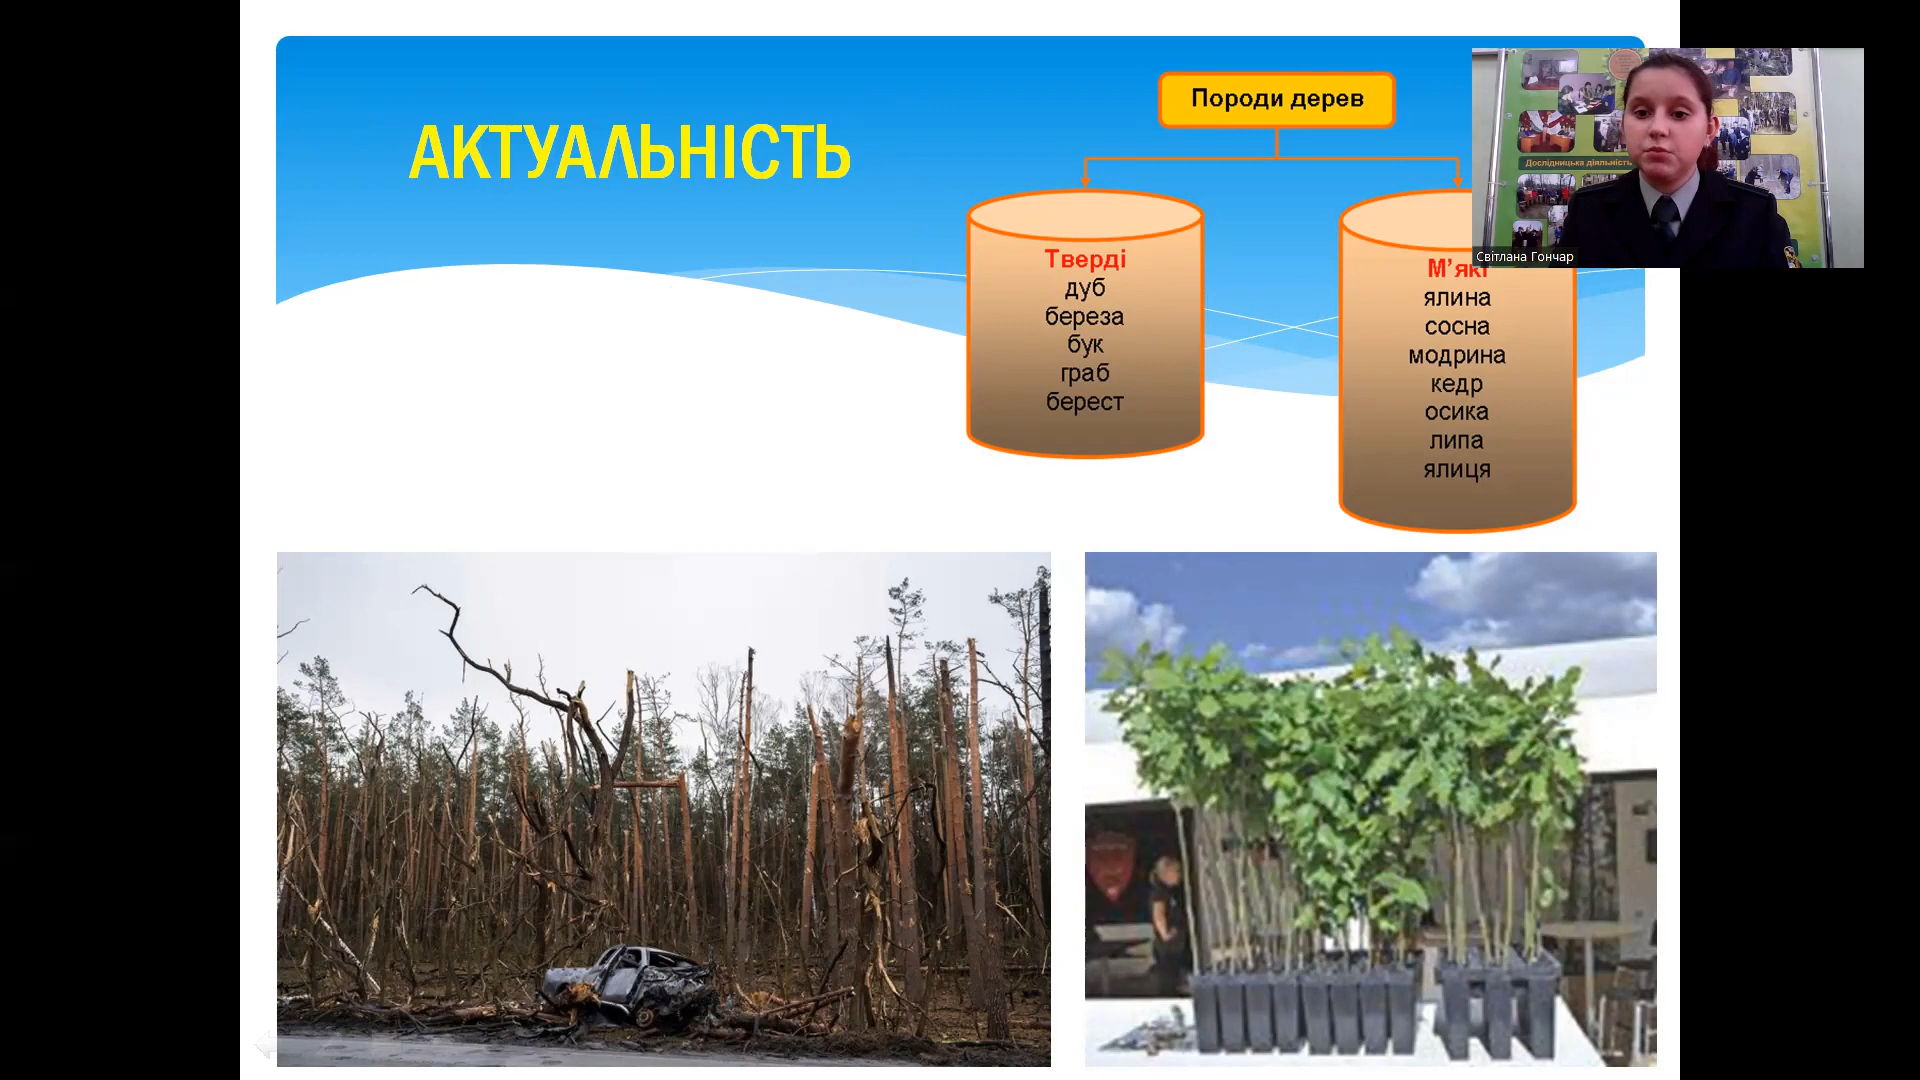 АКТУАЛЬНІСТЬ
Породи дерев
Тверді
дуб
береза
бук
граб
берест
М’які
ялина
сосна
модрина
кедр
осика
липа
ялиця
Дослідницька діяльність
Світлана Гончар